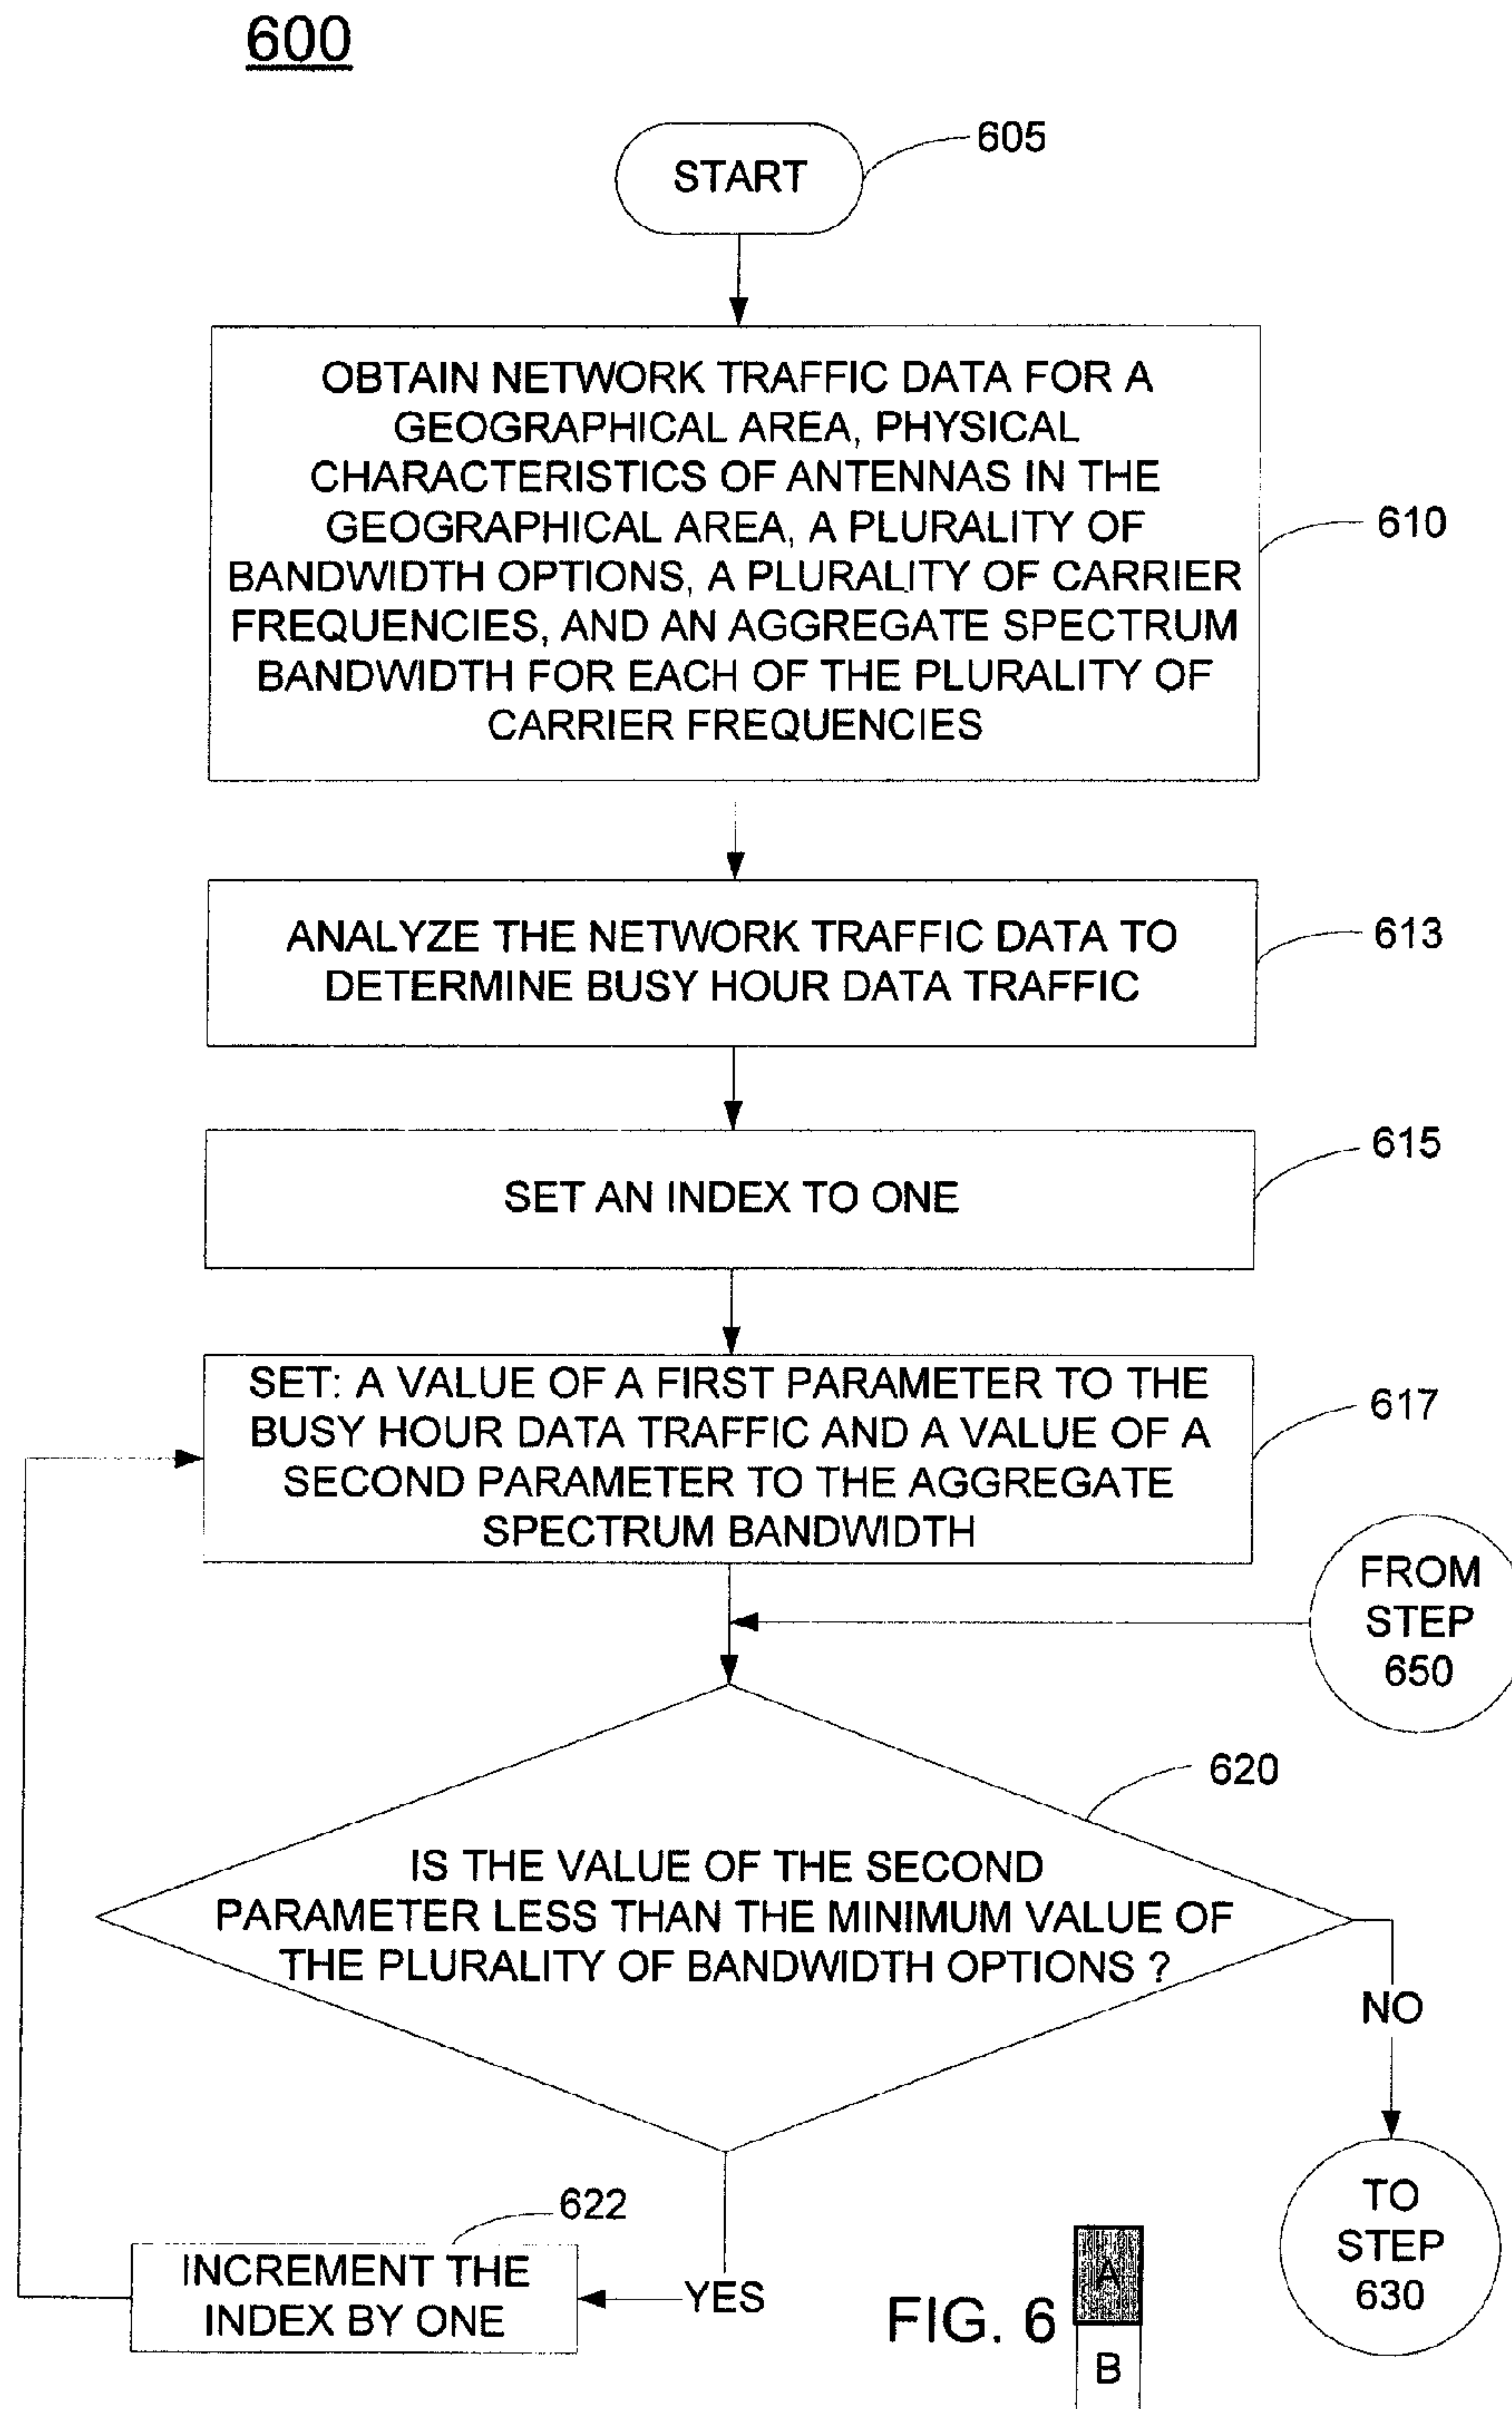 600
START
605
OBTAIN NETWORK TRAFFIC DATA FOR A
GEOGRAPHICAL AREA, PHYSICAL
CHARACTERISTICS OF ANTENNAS IN THE
GEOGRAPHICAL AREA, A PLURALITY OF
BANDWIDTH OPTIONS, A PLURALITY OF CARRIER
FREQUENCIES, AND AN AGGREGATE SPECTRUM
BANDWIDTH FOR EACH OF THE PLURALITY OF
CARRIER FREQUENCIES
610
ANALYZE THE NETWORK TRAFFIC DATA TO
DETERMINE BUSY HOUR DATA TRAFFIC
613
SET AN INDEX TO ONE
615
SET: A VALUE OF A FIRST PARAMETER TO THE
BUSY HOUR DATA TRAFFIC AND A VALUE OF A
SECOND PARAMETER TO THE AGGREGATE
SPECTRUM BANDWIDTH
617
FROM
STEP
650
620
IS THE VALUE OF THE SECOND
PARAMETER LESS THAN THE MINIMUM VALUE OF
THE PLURALITY OF BANDWIDTH OPTIONS ?
NO
TO
STEP
630
YES
622
INCREMENT THE
INDEX BY ONE
FIG. 6
A
B